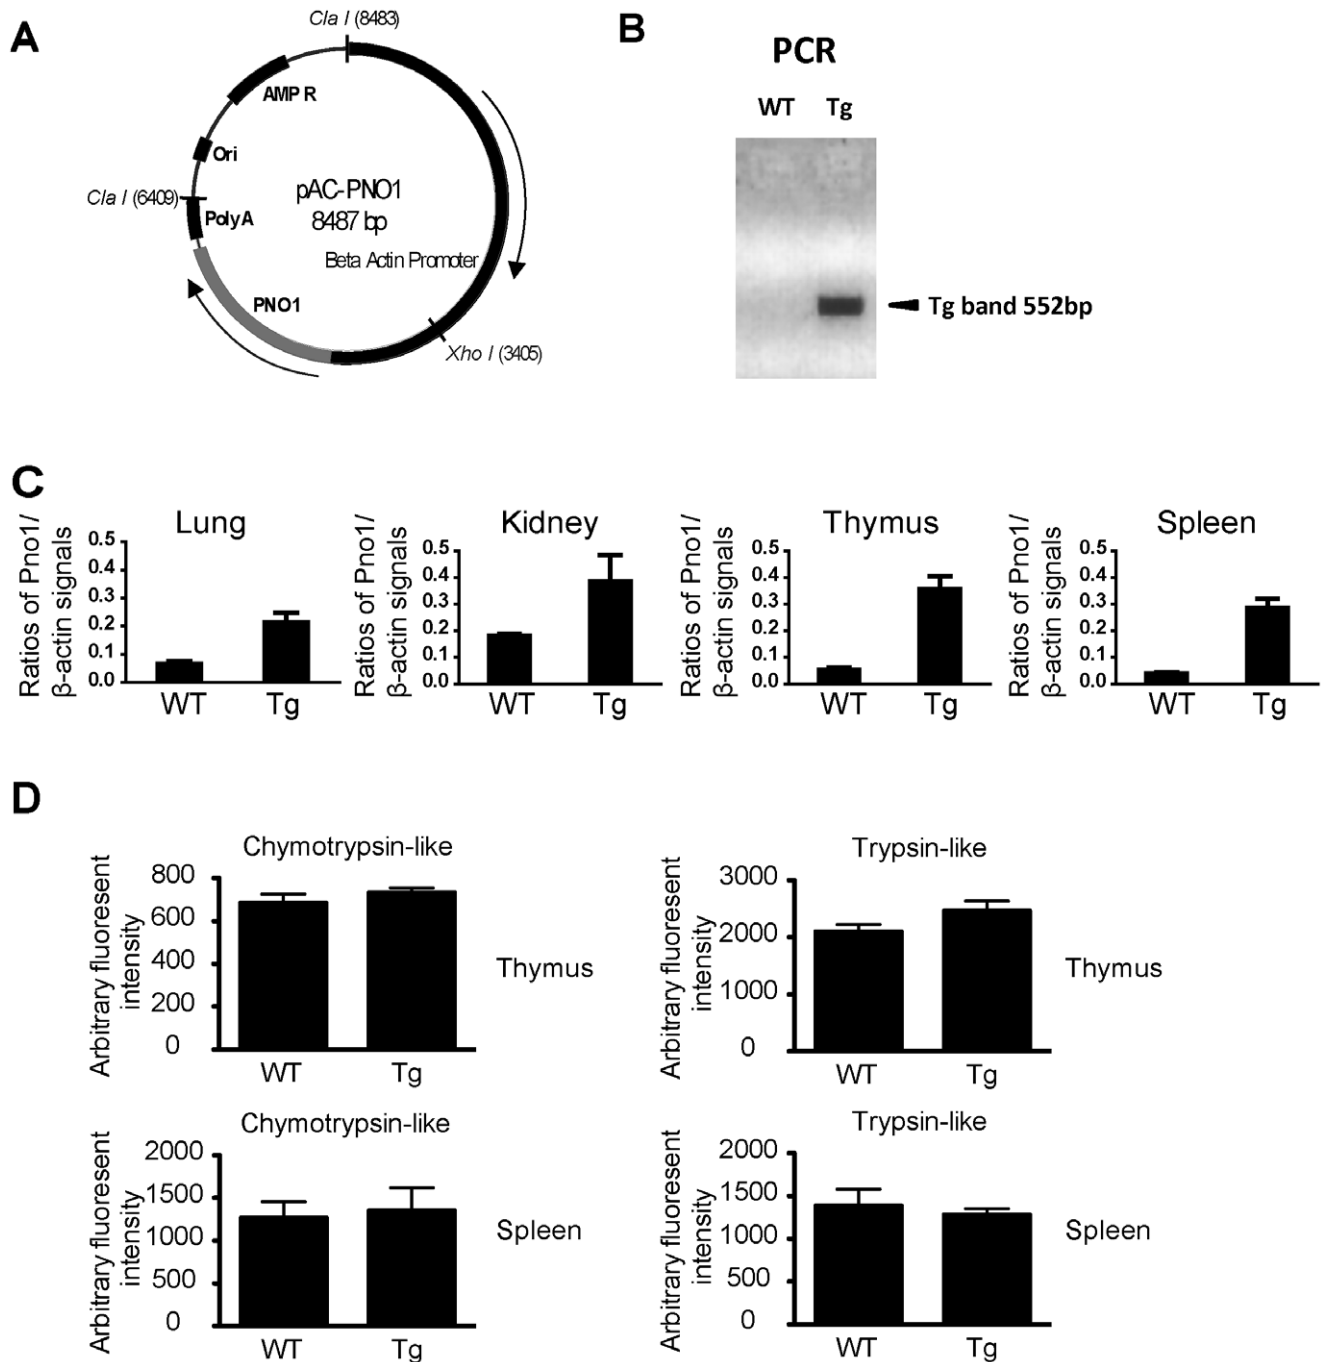 A
Cla I (8483)
AMP R
Ori
Cla I (6409)
PolyA
pAC-PNO1
8487 bp
Beta Actin Promoter
PNO1
Xho I (3405)
B
PCR
WT Tg
Tg band 552bp
C
Lung
Ratios of Pno1/
β-actin signals
0.5
0.4
0.3
0.2
0.1
0.0
WT Tg
Kidney
Ratios of Pno1/
β-actin signals
0.5
0.4
0.3
0.2
0.1
0.0
WT Tg
Thymus
Ratios of Pno1/
β-actin signals
0.5
0.4
0.3
0.2
0.1
0.0
WT Tg
Spleen
Ratios of Pno1/
β-actin signals
0.5
0.4
0.3
0.2
0.1
0.0
WT Tg
D
Chymotrypsin-like
Arbitrary fluoresent
intensity
800
600
400
200
0
WT Tg
Thymus
Trypsin-like
Arbitrary fluoresent
intensity
3000
2000
1000
0
WT Tg
Thymus
Chymotrypsin-like
Arbitrary fluoresent
intensity
2000
1500
1000
500
0
WT Tg
Spleen
Trypsin-like
Arbitrary fluoresent
intensity
2000
1500
1000
500
0
WT Tg
Spleen